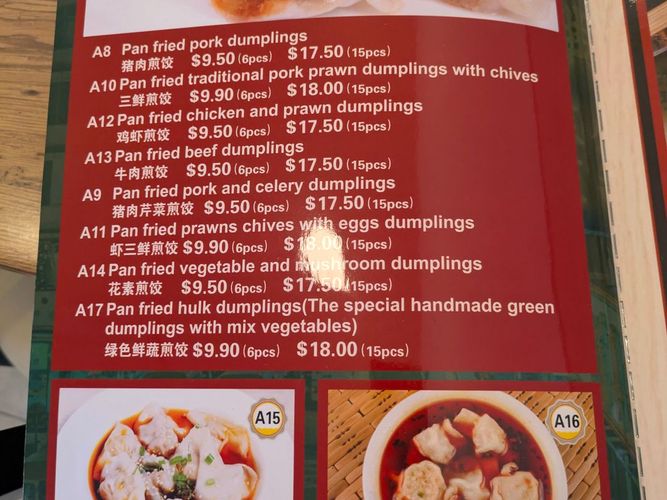 A8 Pan fried pork dumplings
猪肉煎饺 $9.50 (6pcs) $17.50 (15pcs)
A10 Pan fried traditional pork prawn dumplings with chives
三鲜煎饺 $9.90 (6pcs) $18.00 (15pcs)
A12 Pan fried chicken and prawn dumplings
鸡虾煎饺 $9.50 (6pcs) $17.50 (15pcs)
A13 Pan fried beef dumplings
牛肉煎饺 $9.50 (6pcs) $17.50 (15pcs)
A9 Pan fried pork and celery dumplings
猪肉芹菜煎饺 $9.50 (6pcs) $17.50 (15pcs)
A11 Pan fried prawns chives with eggs dumplings
虾三鲜煎饺 $9.90 (6pcs) $18.00 (15pcs)
A14 Pan fried vegetable and mushroom dumplings
花素煎饺 $9.50 (6pcs) $17.50 (15pcs)
A17 Pan fried hulk dumplings(The special handmade green
dumplings with mix vegetables)
绿色鲜蔬煎饺 $9.90 (6pcs) $18.00 (15pcs)
A15
A16